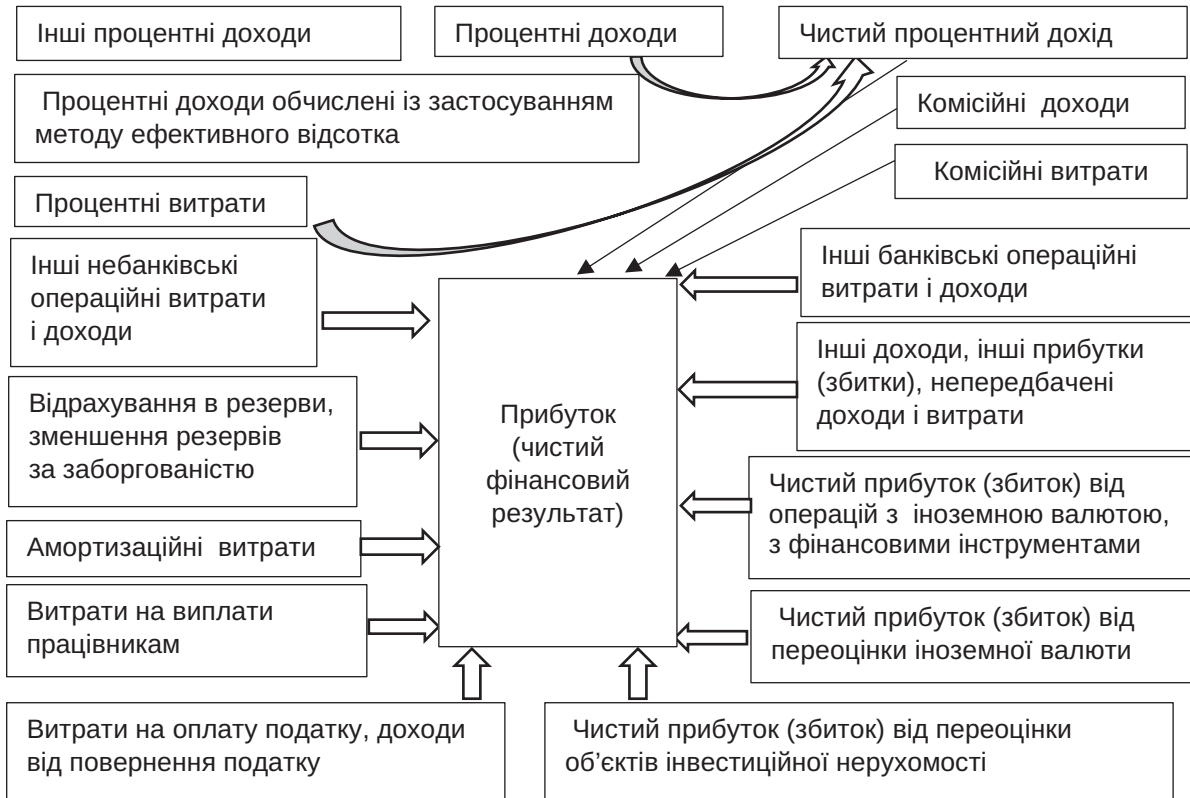 Інші процентні доходи
Процентні доходи
Чистий процентний дохід
Процентні доходи обчислені із застосуванням
методу ефективного відсотка
Комісійні доходи
Комісійні витрати
Процентні витрати
Інші небанківські
операційні витрати
і доходи
Інші банківські операційні
витрати і доходи
Інші доходи, інші прибутки
(збитки), непередбачені
доходи і витрати
Відрахування в резерви,
зменшення резервів
за заборгованістю
Прибуток
(чистий
фінансовий
результат)
Чистий прибуток (збиток) від
операцій з іноземною валютою,
з фінансовими інструментами
Амортизаційні витрати
Витрати на виплати
працівникам
Чистий прибуток (збиток) від
переоцінки іноземної валюти
Витрати на оплату податку, доходи
від повернення податку
Чистий прибуток (збиток) від переоцінки
об’єктів інвестиційної нерухомості